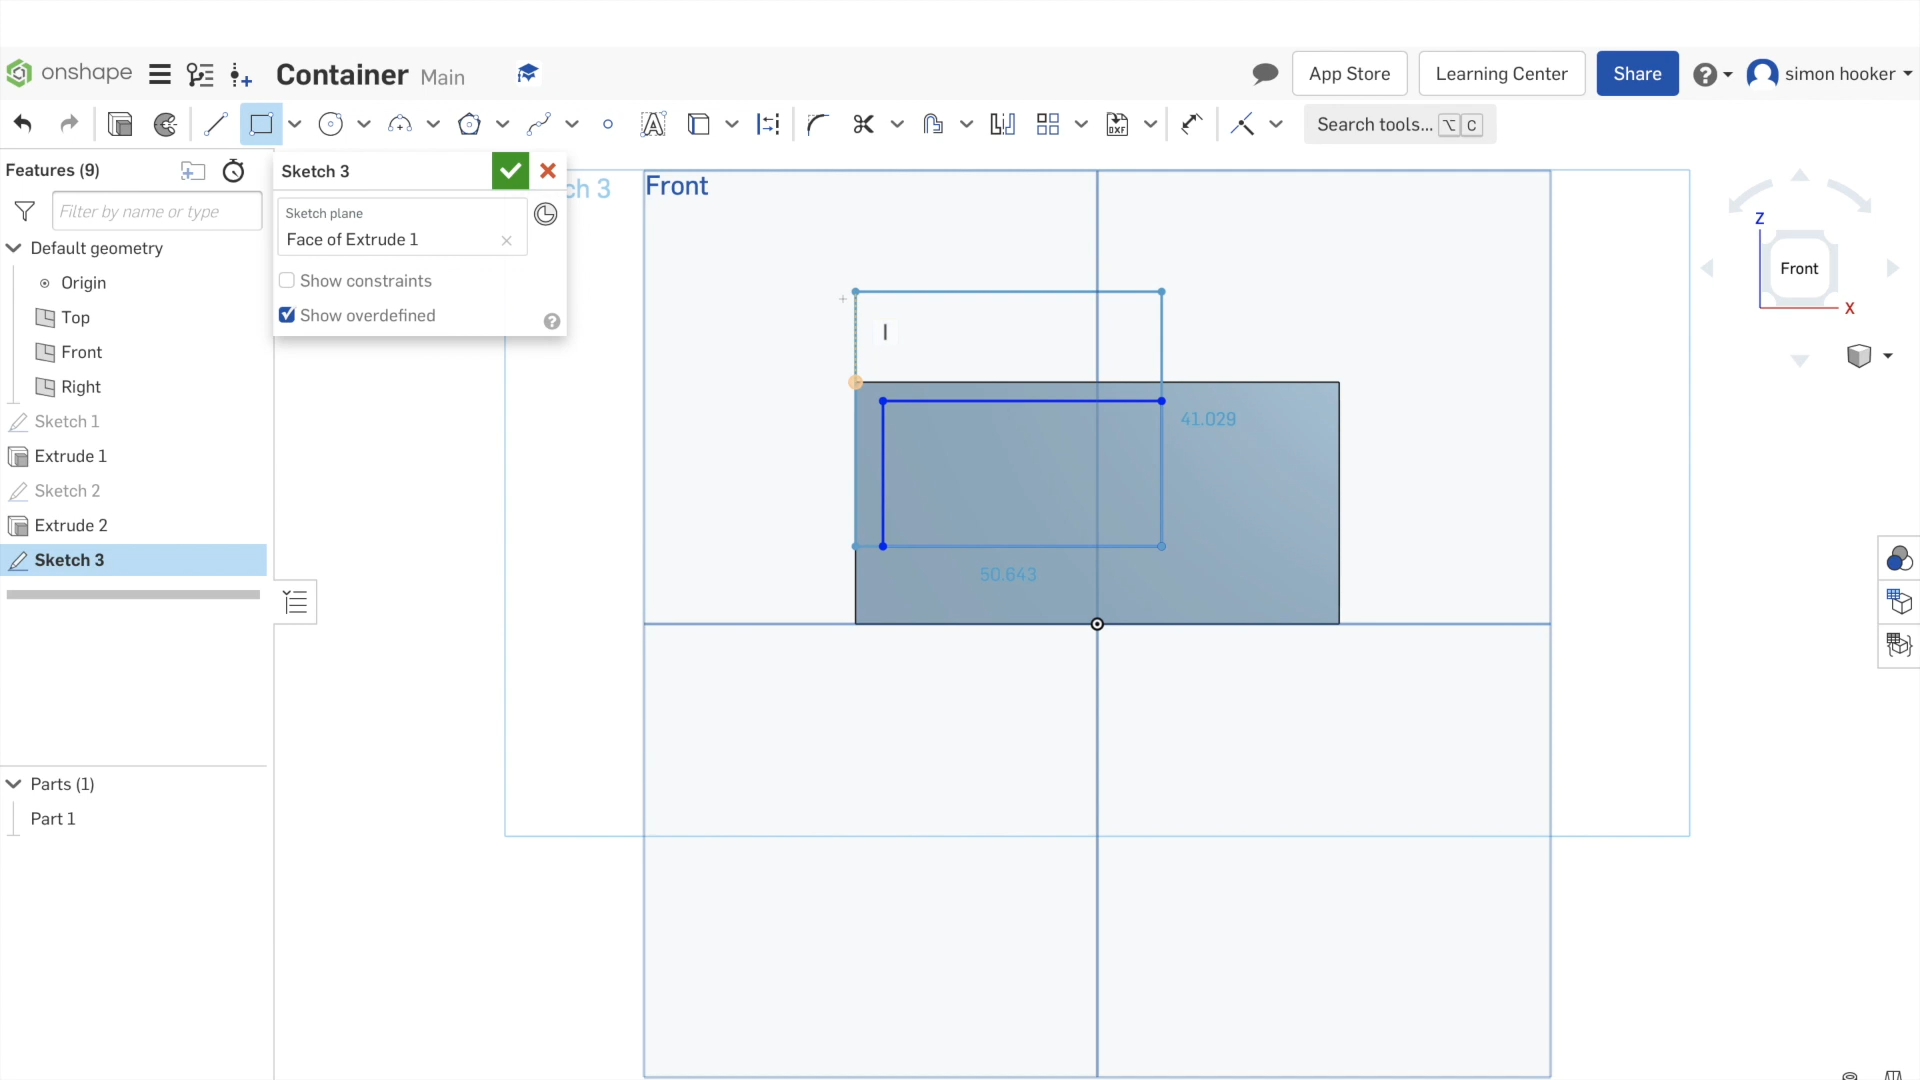 onshape
Container Main
App Store
Learning Center
Share
simon hooker
DXF
Search tools... ⌥ C
Features (9)
Filter by name or type
Default geometry
Origin
Top
Front
Right
Sketch 1
Extrude 1
Sketch 2
Extrude 2
Sketch 3
Parts (1)
Part 1
Sketch 3
Sketch plane
Face of Extrude 1
Show constraints
Show overdefined
ch 3
Front
41.029
50.643
Z
Front
X